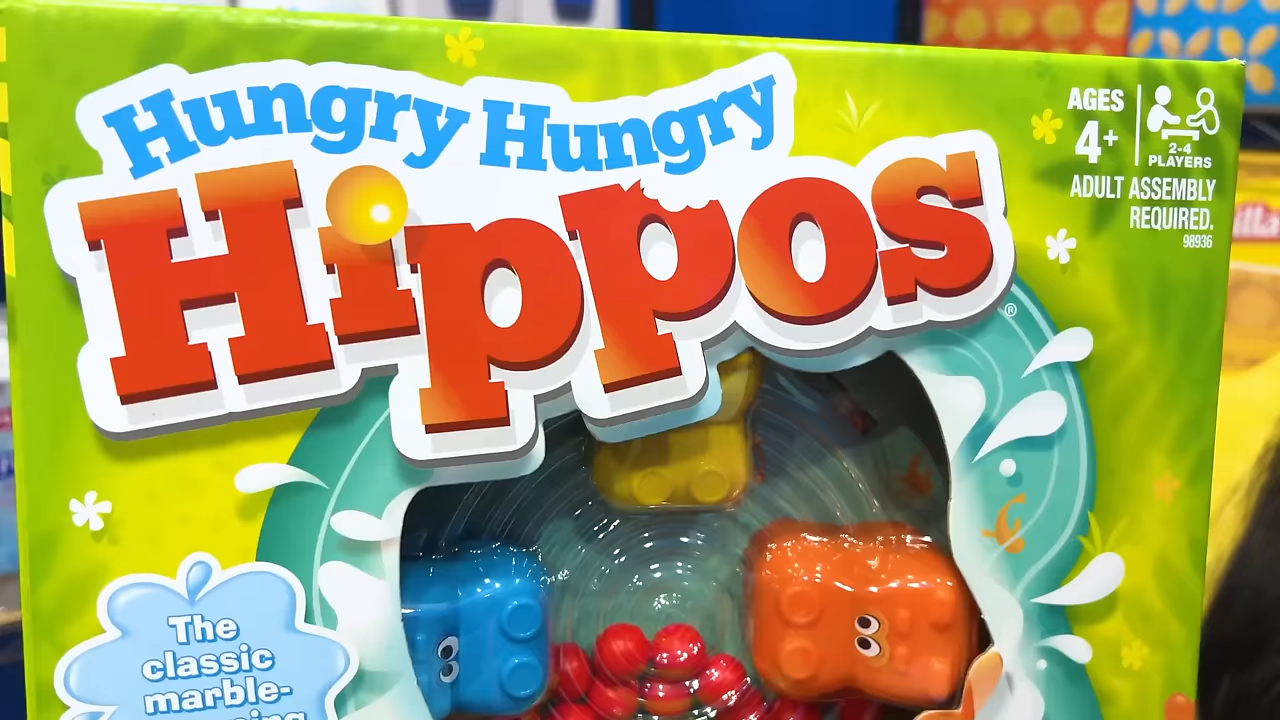 Hungry Hungry
Hippos
®
AGES
4+
2-4
PLAYERS
ADULT ASSEMBLY
REQUIRED.
98936
The
classic
marble-